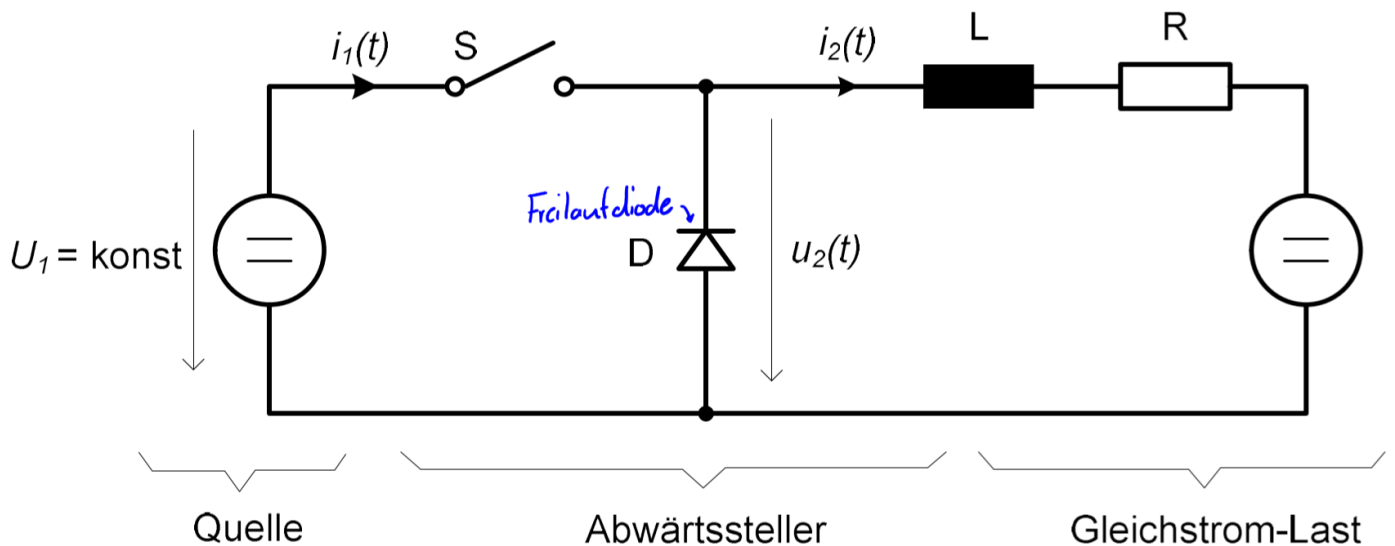 i₁(t)
S
i₂(t)
L
R
Freilaufdiode
U₁ = konst
D
u₂(t)
Quelle
Abwärtssteller
Gleichstrom-Last